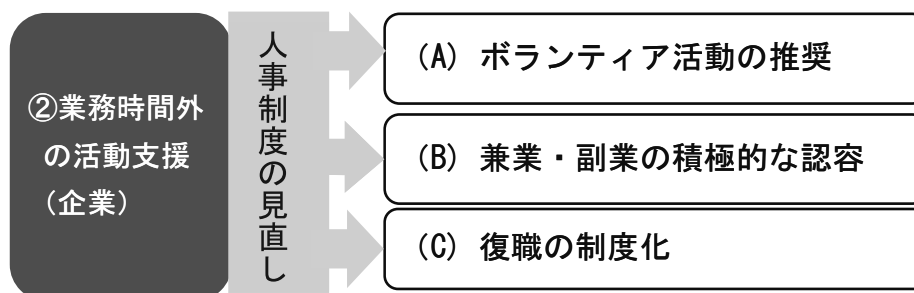 ②業務時間外
の活動支援
（企業）
人事制度の見直し
(A) ボランティア活動の推奨
(B) 兼業・副業の積極的な認容
(C) 復職の制度化